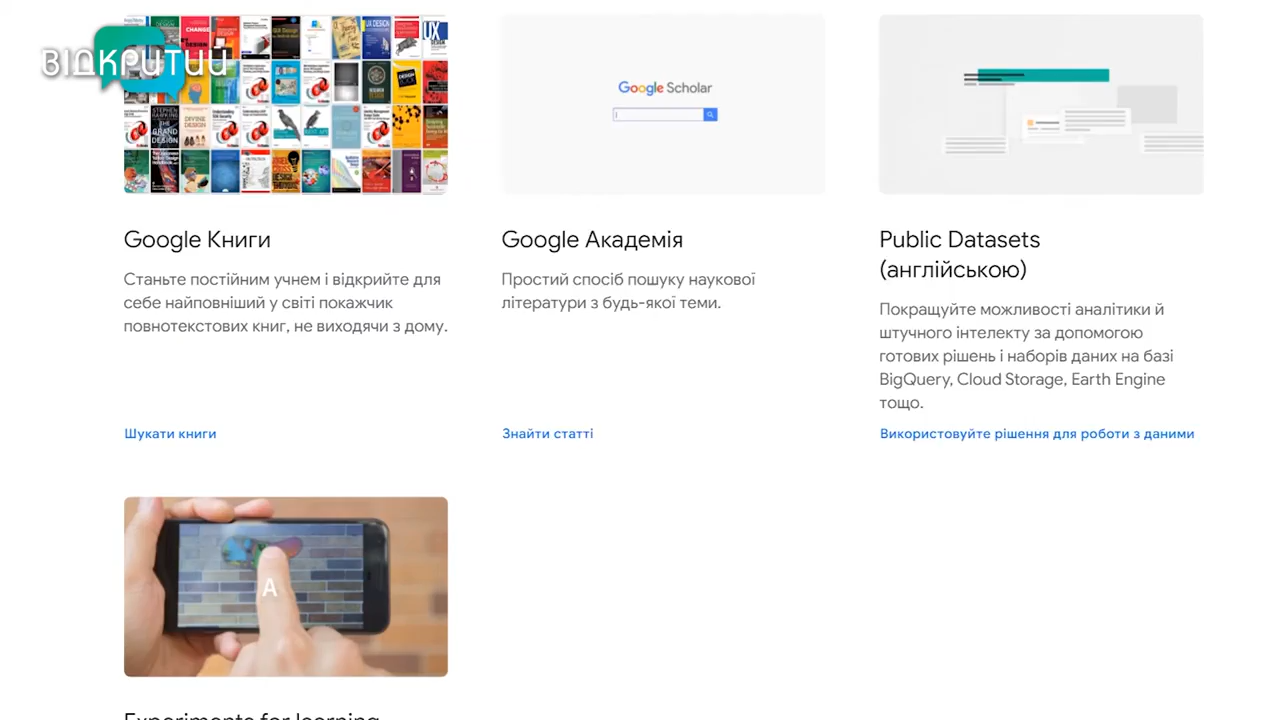 ВІДКРИТИЙ
Google Scholar
Google Книги
Станьте постійним учнем і відкрийте для
себе найповніший у світі покажчик
повнотекстових книг, не виходячи з дому.
Шукати книги
Google Академія
Простий спосіб пошуку наукової
літератури з будь-якої теми.
Знайти статті
Public Datasets
(англійською)
Покращуйте можливості аналітики й
штучного інтелекту за допомогою
готових рішень і наборів даних на базі
BigQuery, Cloud Storage, Earth Engine
тощо.
Використовуйте рішення для роботи з даними
A
Experiments for learning